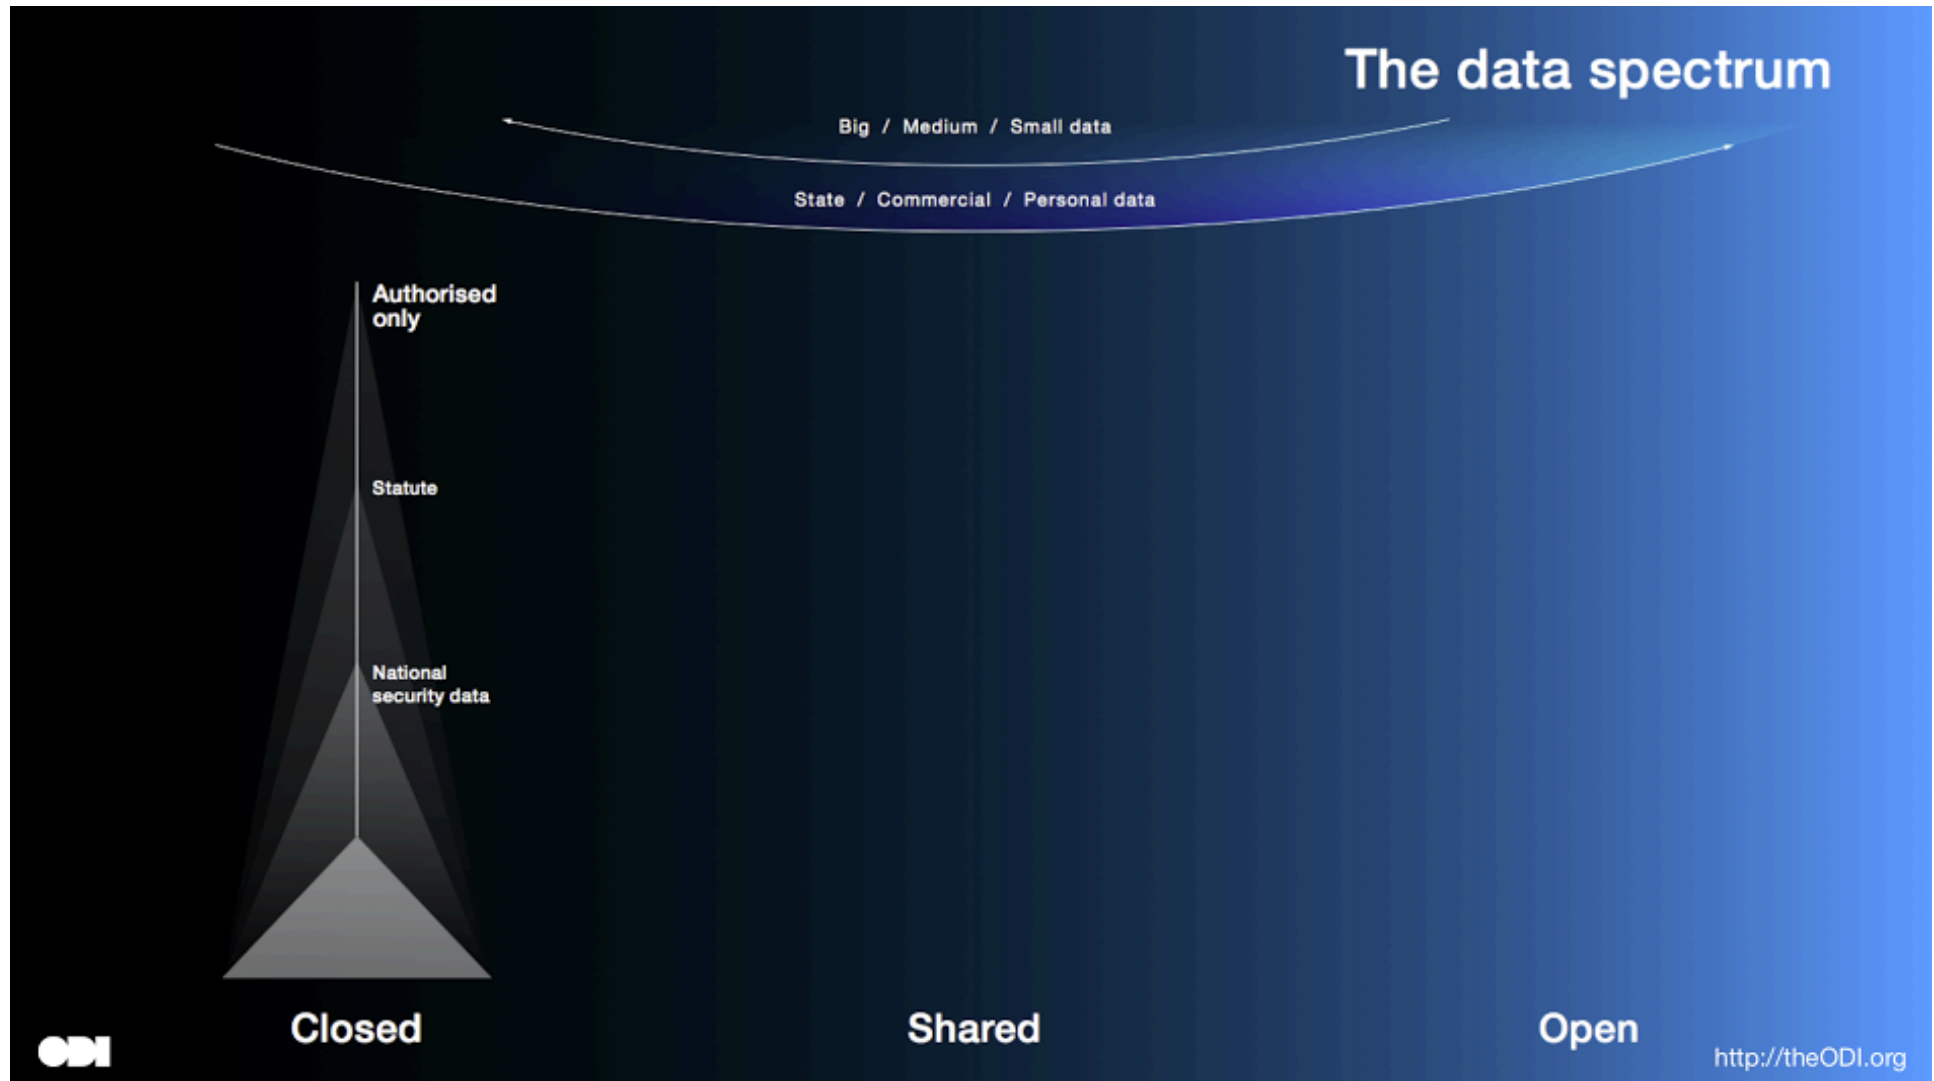 The data spectrum
Big / Medium / Small data
State / Commercial / Personal data
Authorised
only
Statute
National
security data
Closed
Shared
Open
ODI
http://theODI.org